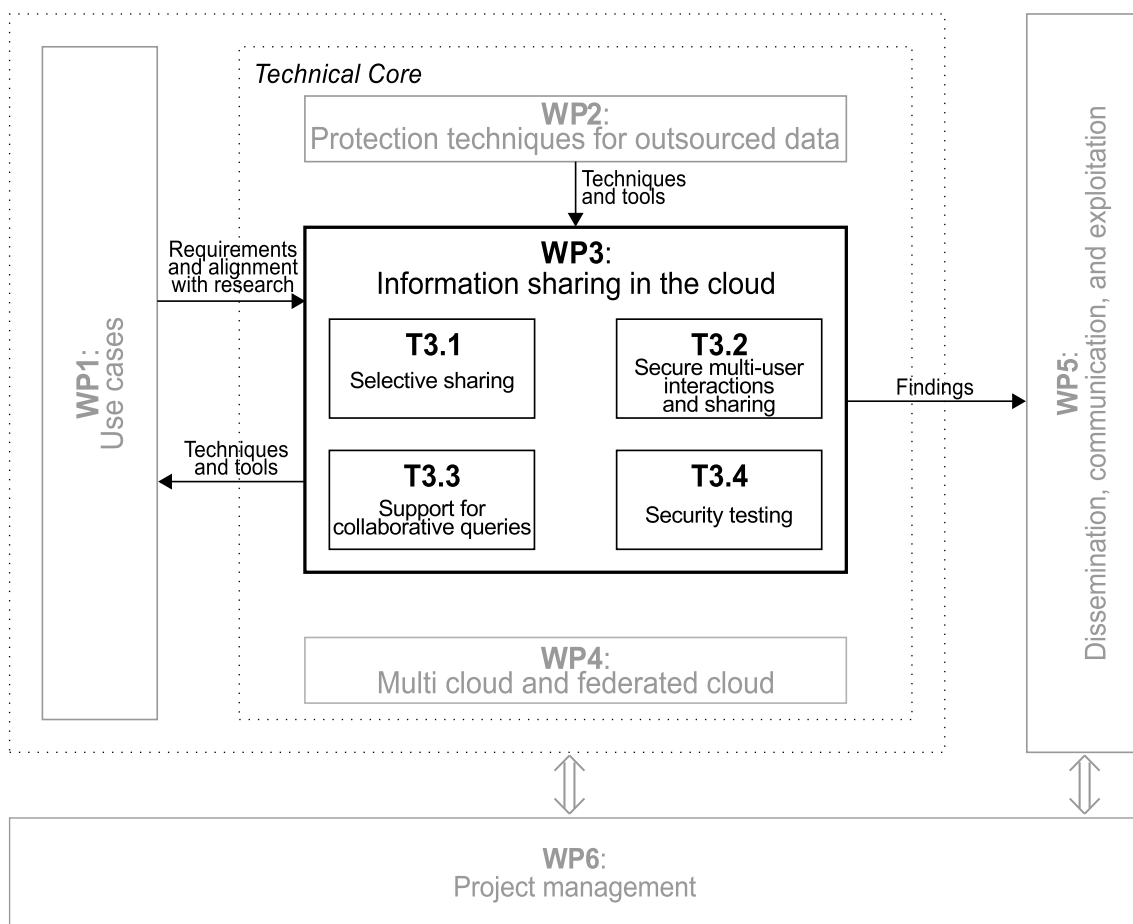 Technical Core
WP2:
Protection techniques for outsourced data
Techniques
and tools
WP3:
Information sharing in the cloud
Requirements
and alignment
with research
T3.1
Selective sharing
T3.2
Secure multi-user
interactions
and sharing
Findings
Techniques
and tools
T3.3
Support for
collaborative queries
T3.4
Security testing
WP1:
Use cases
WP4:
Multi cloud and federated cloud
WP5:
Dissemination, communication, and exploitation
WP6:
Project management